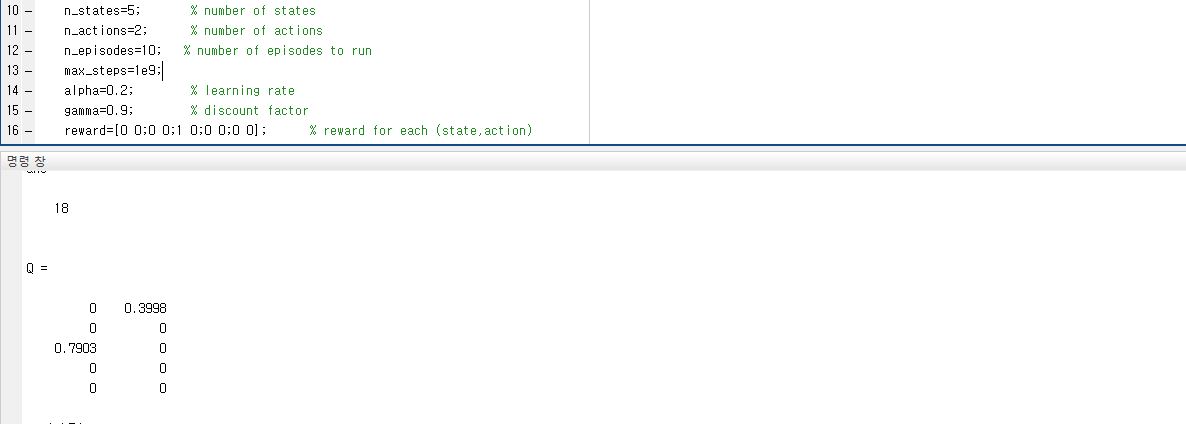 10 – n_states=5; % number of states
11 – n_actions=2; % number of actions
12 – n_episodes=10; % number of episodes to run
13 – max_steps=1e9;
14 – alpha=0.2; % learning rate
15 – gamma=0.9; % discount factor
16 – reward=[0 0;0 0;1 0;0 0;0 0]; % reward for each (state,action)
명령 창
18
Q =
0 0.3998
0 0
0.7903 0
0 0
0 0